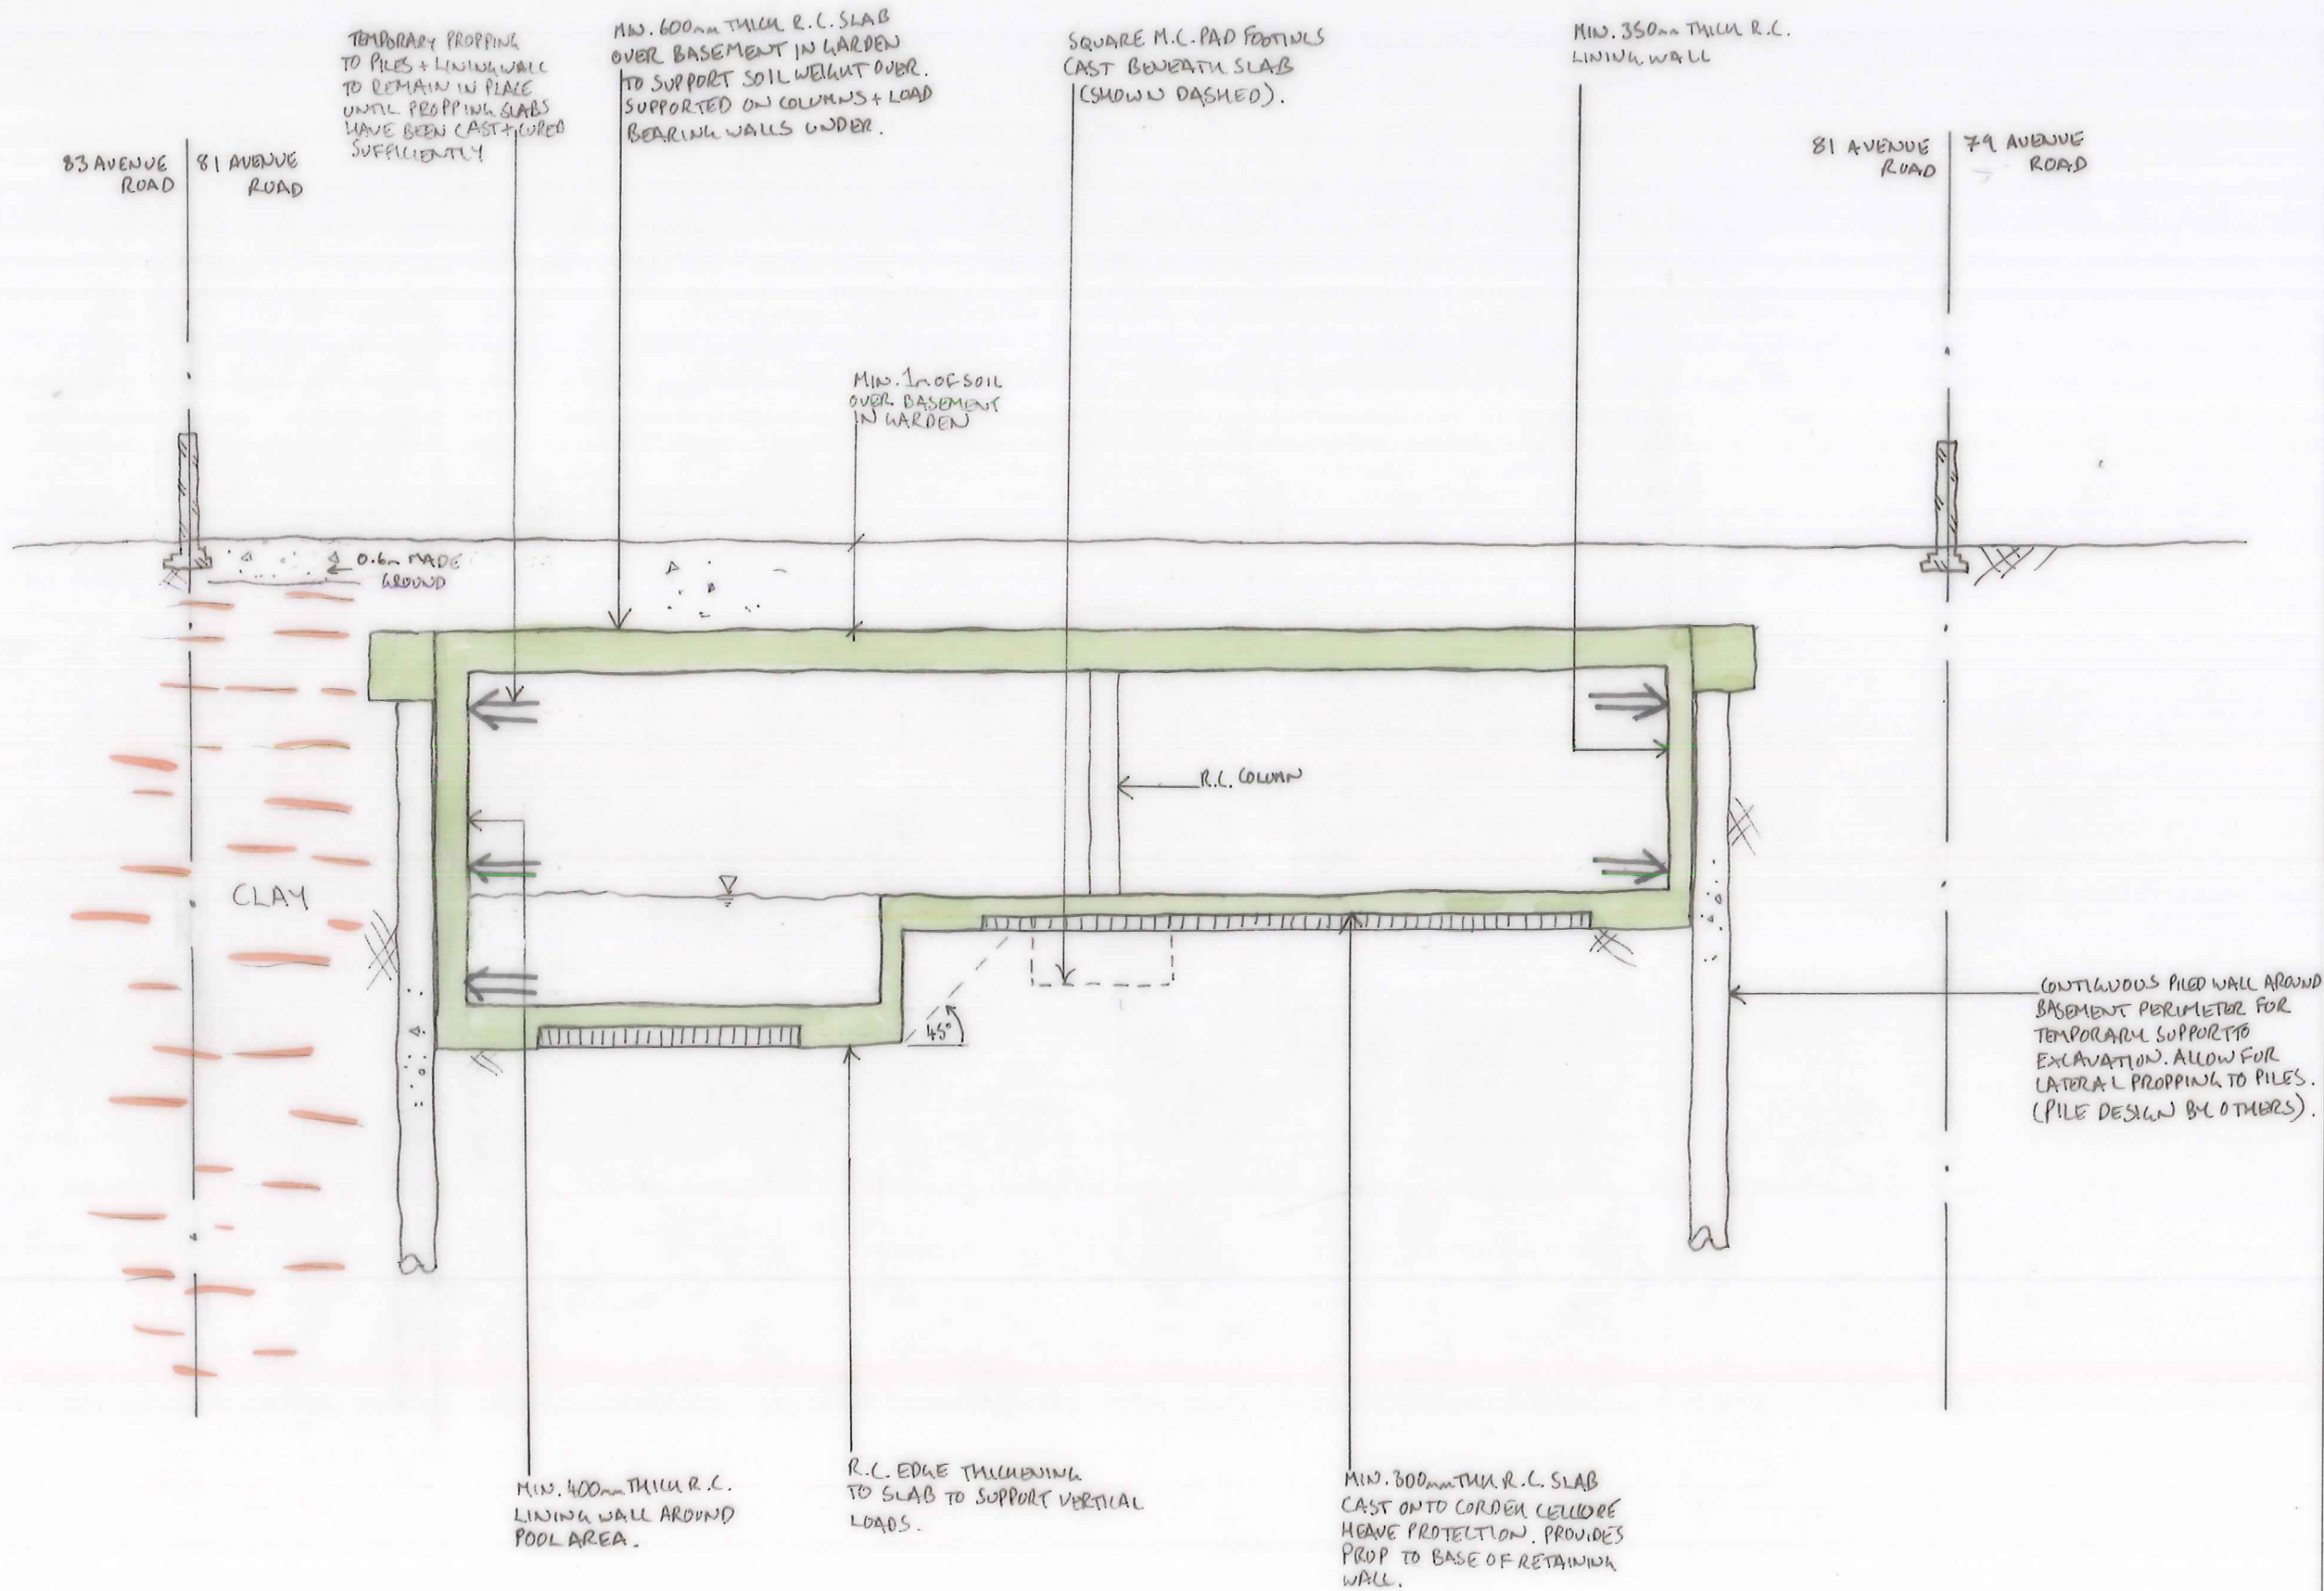 TEMPORARY PROPPING
TO PILES + LINING WALL
TO REMAIN IN PLACE
UNTIL PROPPING SLABS
HAVE BEEN CAST + CURED
SUFFICIENTLY
MIN. 600mm THICK R.C. SLAB
OVER BASEMENT IN GARDEN
TO SUPPORT SOIL WEIGHT OVER.
SUPPORTED ON COLUMNS + LOAD
BEARING WALLS UNDER.
SQUARE M.C. PAD FOOTINGS
CAST BENEATH SLAB
(SHOWN DASHED).
MIN. 350mm THICK R.C.
LINING WALL
83 AVENUE
ROAD
81 AVENUE
ROAD
81 AVENUE
ROAD
79 AVENUE
ROAD
MIN. 1m OF SOIL
OVER BASEMENT
IN GARDEN
0.6m MADE
GROUND
R.C. COLUMN
CLAY
45°
CONTIGUOUS PILED WALL AROUND
BASEMENT PERIMETER FOR
TEMPORARY SUPPORT TO
EXCAVATION. ALLOW FOR
LATERAL PROPPING TO PILES.
(PILE DESIGN BY OTHERS).
MIN. 400mm THICK R.C.
LINING WALL AROUND
POOL AREA.
R.C. EDGE THICKENING
TO SLAB TO SUPPORT VERTICAL
LOADS.
MIN. 300mm THK R.C. SLAB
CAST ONTO CORDEK CELLCORE
HEAVE PROTECTION. PROVIDES
PROP TO BASE OF RETAINING
WALL.